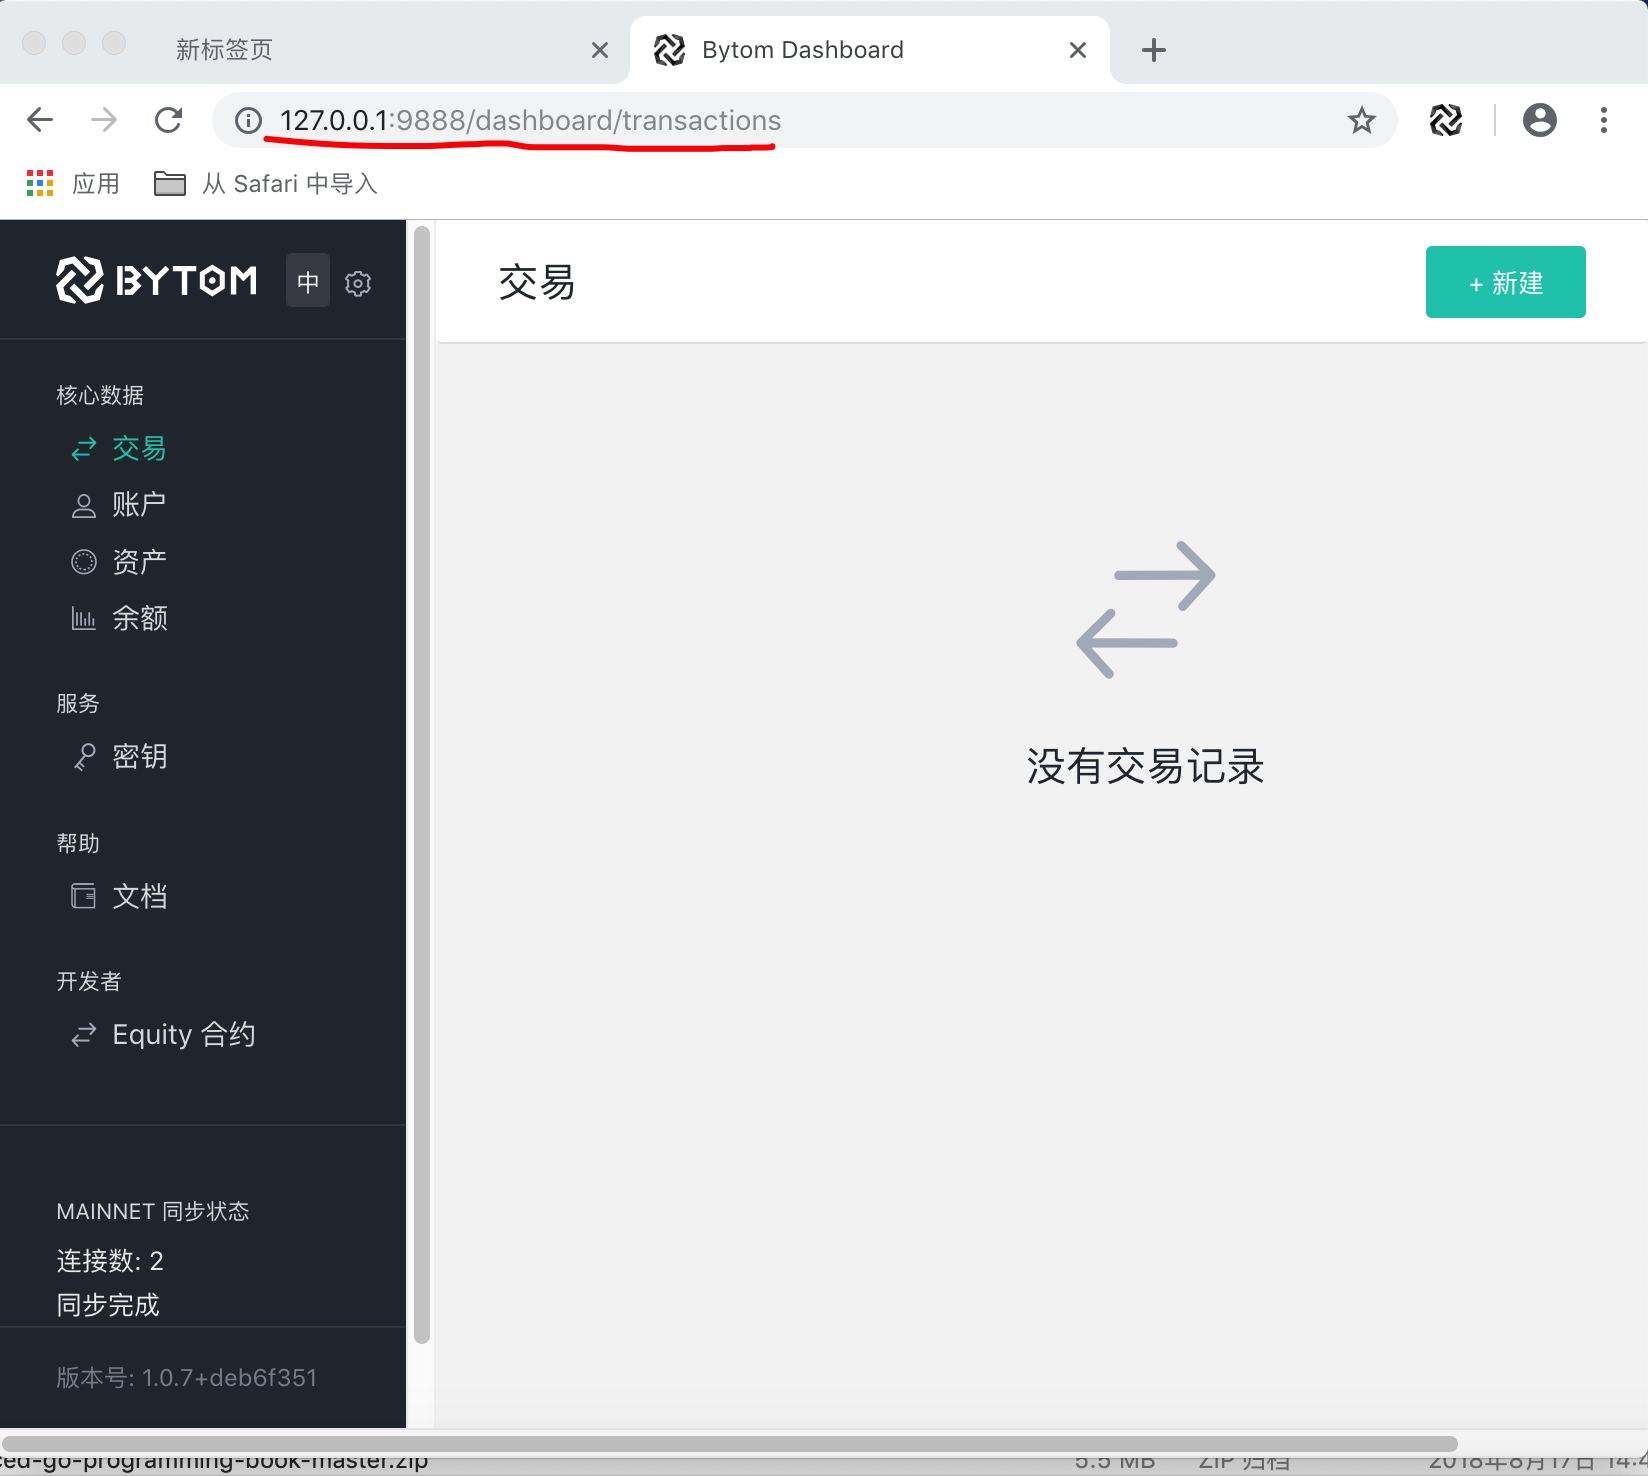 新标签页
Bytom Dashboard
127.0.0.1:9888/dashboard/transactions
应用
从 Safari 中导入
BYTOM
中
交易
+ 新建
核心数据
交易
账户
资产
余额
服务
密钥
帮助
文档
开发者
Equity 合约
没有交易记录
MAINNET 同步状态
连接数: 2
同步完成
版本号: 1.0.7+deb6f351
ced-go-programming-book-master.zip
5.5 MB
ZIP 归档
2018年8月17日 14:4